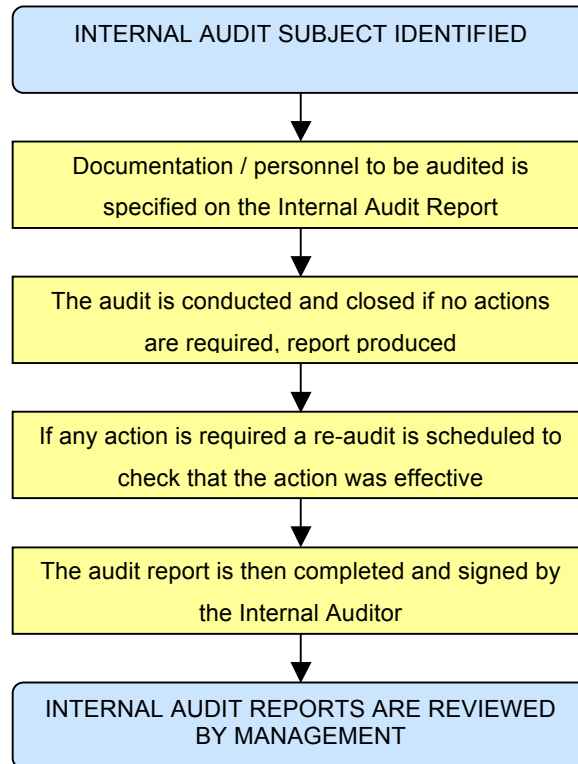 INTERNAL AUDIT SUBJECT IDENTIFIED
Documentation / personnel to be audited is
specified on the Internal Audit Report
The audit is conducted and closed if no actions
are required, report produced
If any action is required a re-audit is scheduled to
check that the action was effective
The audit report is then completed and signed by
the Internal Auditor
INTERNAL AUDIT REPORTS ARE REVIEWED
BY MANAGEMENT